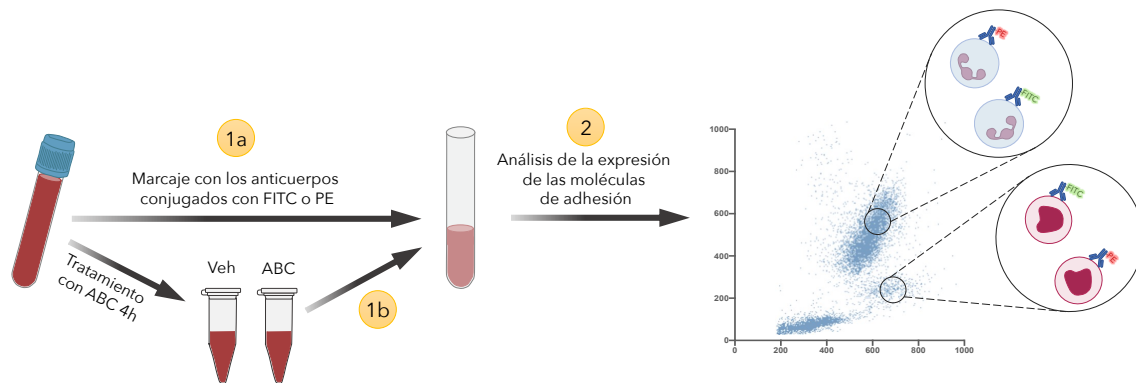 1a
Marcaje con los anticuerpos
conjugados con FITC o PE
Tratamiento
con ABC 4h
Veh
ABC
1b
2
Análisis de la expresión
de las moléculas
de adhesión
1000
800
600
400
200
0
0
200
400
600
800
1000
PE
FITC
FITC
PE